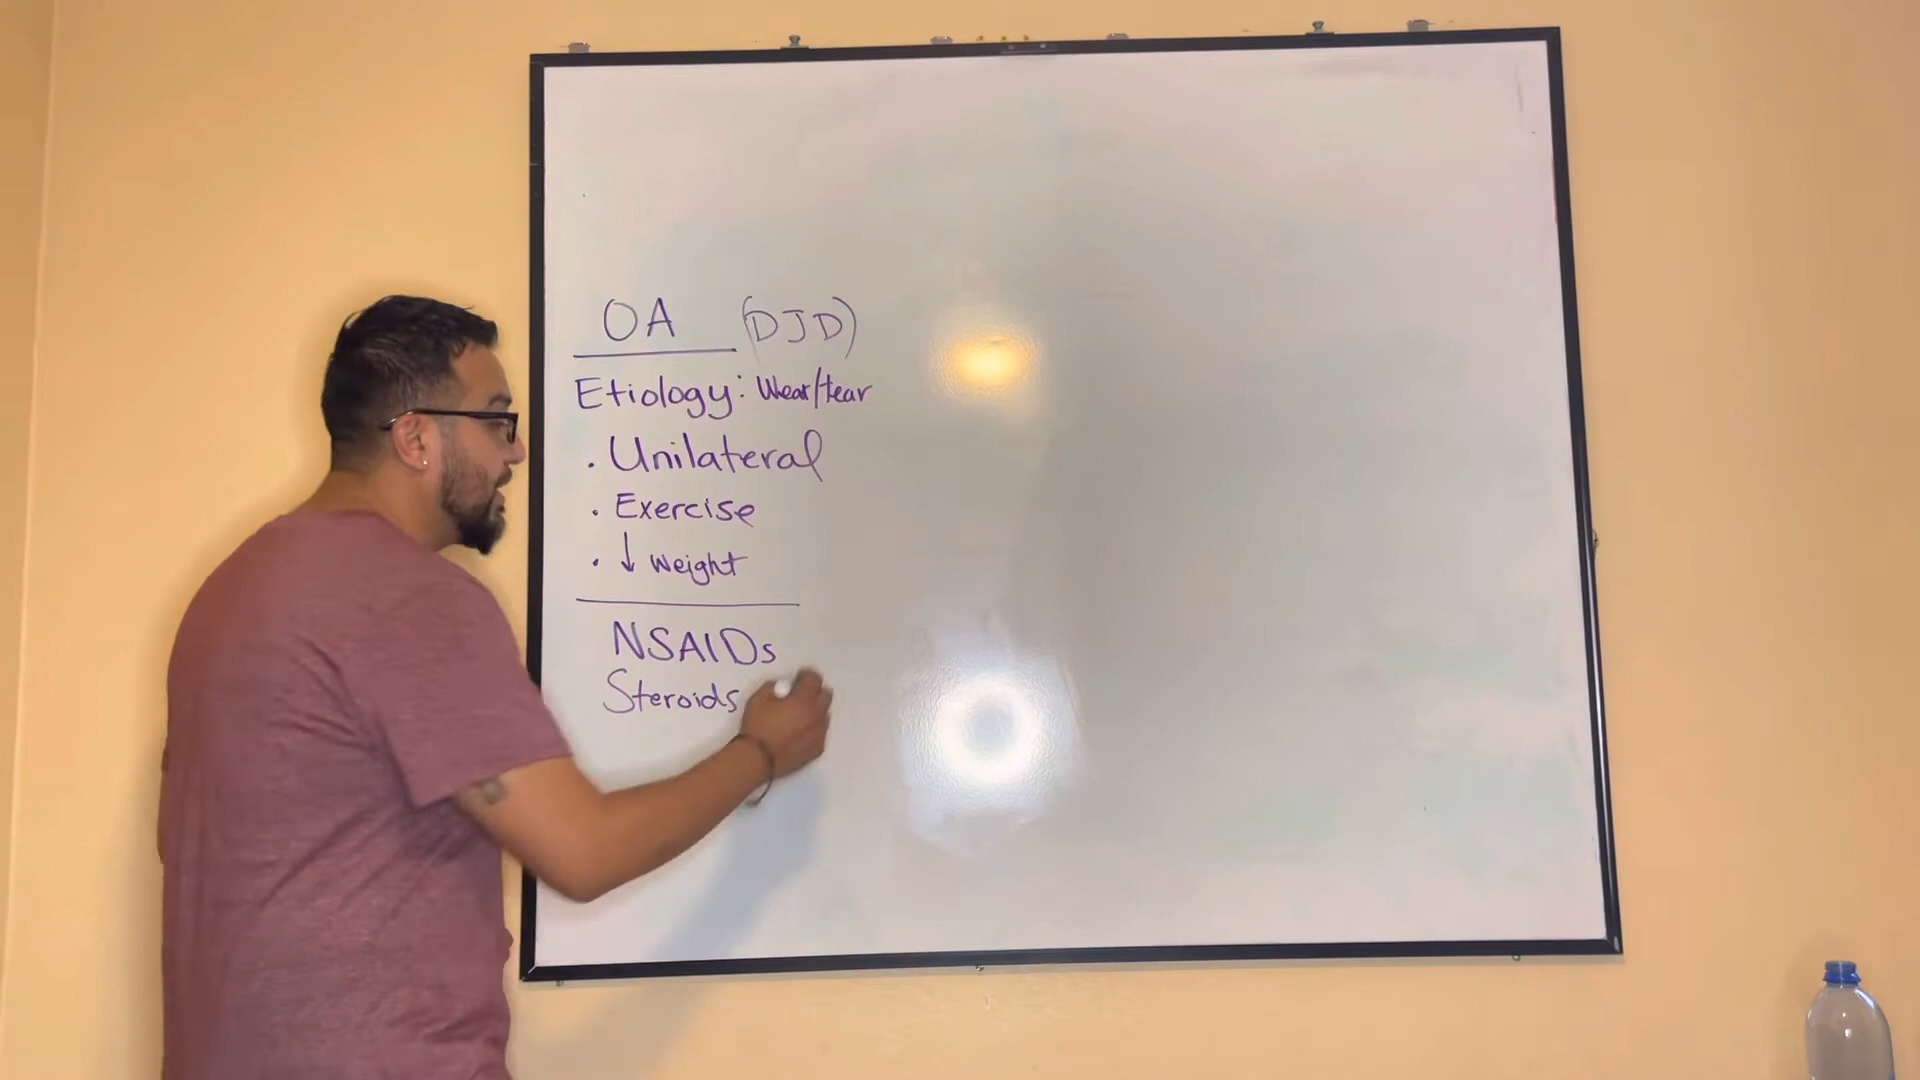 OA (DJD)
Etiology: Wear/tear
. Unilateral
. Exercise
. ↓ weight
NSAIDs
Steroids